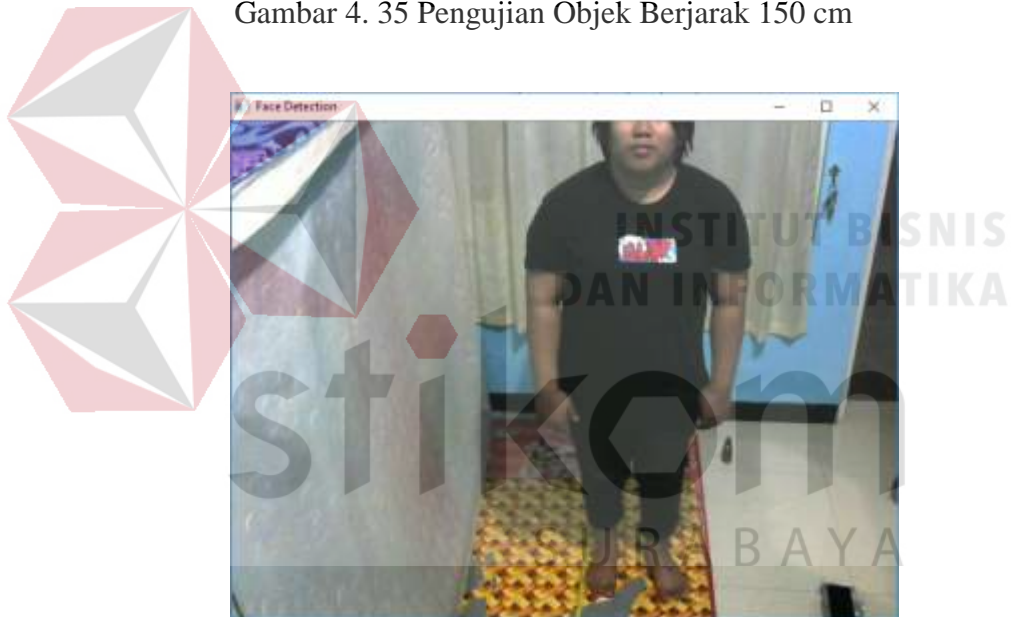 Gambar 4. 35 Pengujian Objek Berjarak 150 cm
Face Detection
INSTITUT BISNIS
DAN INFORMATIKA
stikom
SURABAYA